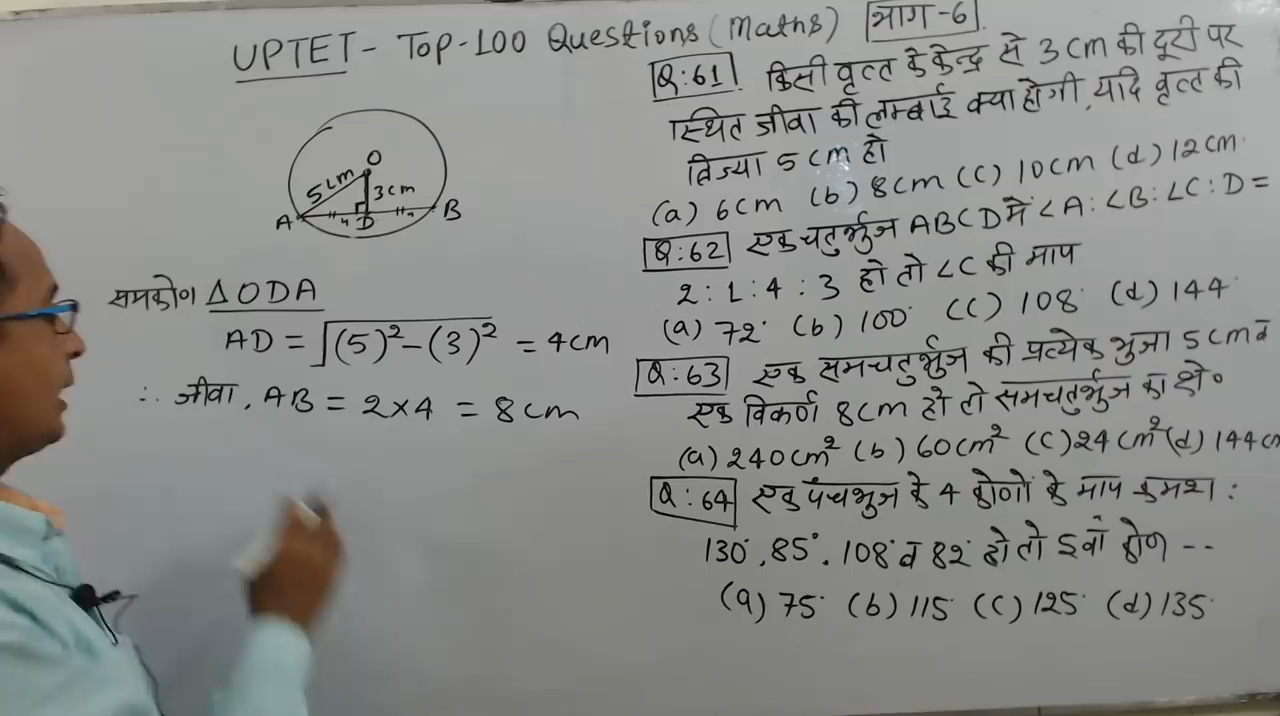 UPTET - Top-100 Questions (Maths) भाग-6
O
5cm
3cm
A
D
B
समकोण ΔODA
AD = √(5)²-(3)² = 4cm
∴ जीवा, AB = 2×4 = 8cm
Q:61 किसी वृत्त के केन्द्र से 3cm की दूरी पर
स्थित जीवा की लम्बाई क्या होगी, यदि वृत्त की
त्रिज्या 5cm हो
(a) 6cm (b) 8cm (c) 10cm (d) 12cm
Q:62 एक चतुर्भुज ABCD में ∠A:∠B:∠C:D=
2:1:4:3 हो तो ∠C की माप
(a) 72° (b) 100° (c) 108° (d) 144°
Q:63 एक समचतुर्भुज की प्रत्येक भुजा 5cm व
एक विकर्ण 8cm हो तो समचतुर्भुज का क्षे०
(a) 240cm² (b) 60cm² (c) 24cm² (d) 144cm
Q:64 एक पंचभुज के 4 कोणों के माप क्रमशः:
130°, 85°, 108° व 82° हो तो 5वाँ कोण --
(a) 75° (b) 115° (c) 125° (d) 135°